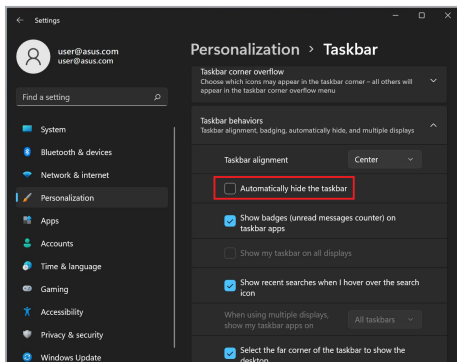 Settings
user@asus.com
user@asus.com
Find a setting
System
Bluetooth & devices
Network & internet
Personalization
Apps
Accounts
Time & language
Gaming
Accessibility
Privacy & security
Windows Update
Personalization > Taskbar
Taskbar corner overflow
Choose which icons may appear in the taskbar corner – all others will
appear in the taskbar corner overflow menu
Taskbar behaviors
Taskbar alignment, badging, automatically hide, and multiple displays
Taskbar alignment
Center
Automatically hide the taskbar
Show badges (unread messages counter) on
taskbar apps
Show my taskbar on all displays
Show recent searches when I hover over the search
icon
When using multiple displays,
show my taskbar apps on
All taskbars
Select the far corner of the taskbar to show the
desktop